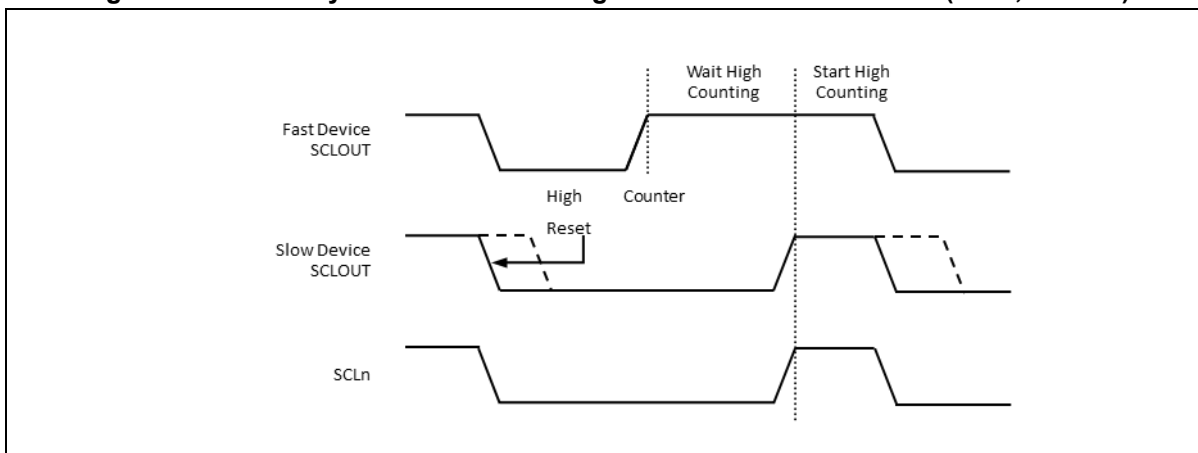 Wait High
Counting
Start High
Counting
Fast Device
SCLOUT
High Counter
Reset
Slow Device
SCLOUT
SCLn